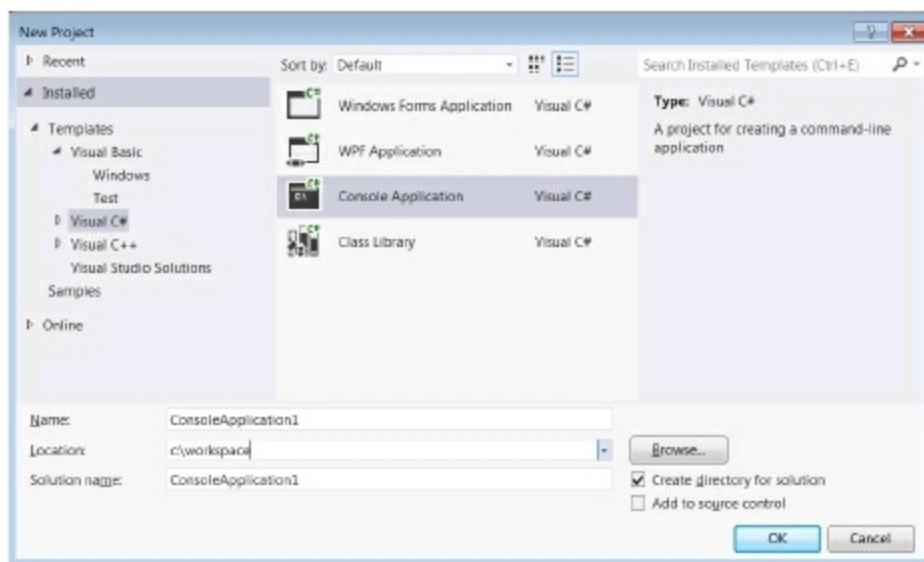 New Project
Recent
Installed
Templates
Visual Basic
Windows
Test
Visual C#
Visual C++
Visual Studio Solutions
Samples
Online
Sort by: Default
Windows Forms Application Visual C#
WPF Application Visual C#
Console Application Visual C#
Class Library Visual C#
Search Installed Templates (Ctrl+E)
Type: Visual C#
A project for creating a command-line
application
Name: ConsoleApplication1
Location: c:\workspace
Browse...
Solution name: ConsoleApplication1
Create directory for solution
Add to source control
OK Cancel